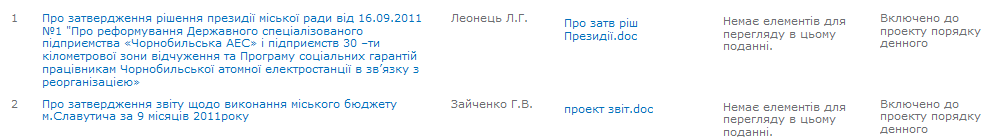 1 Про затвердження рішення президії міської ради від 16.09.2011 Леонець Л.Г. Про затв ріш Немає елементів для Включено до
№1 "Про реформування Державного спеціалізованого Президії.doc перегляду в цьому проекту порядку
підприємства «Чорнобильська АЕС» і підприємств 30 –ти поданні. денного
кілометрової зони відчуження та Програму соціальних гарантій
працівникам Чорнобильської атомної електростанції в зв’язку з
реорганізацією»
2 Про затвердження звіту щодо виконання міського бюджету Зайченко Г.В. проект звіт.doc Немає елементів для Включено до
м.Славутича за 9 місяців 2011року перегляду в цьому проекту порядку
поданні. денного